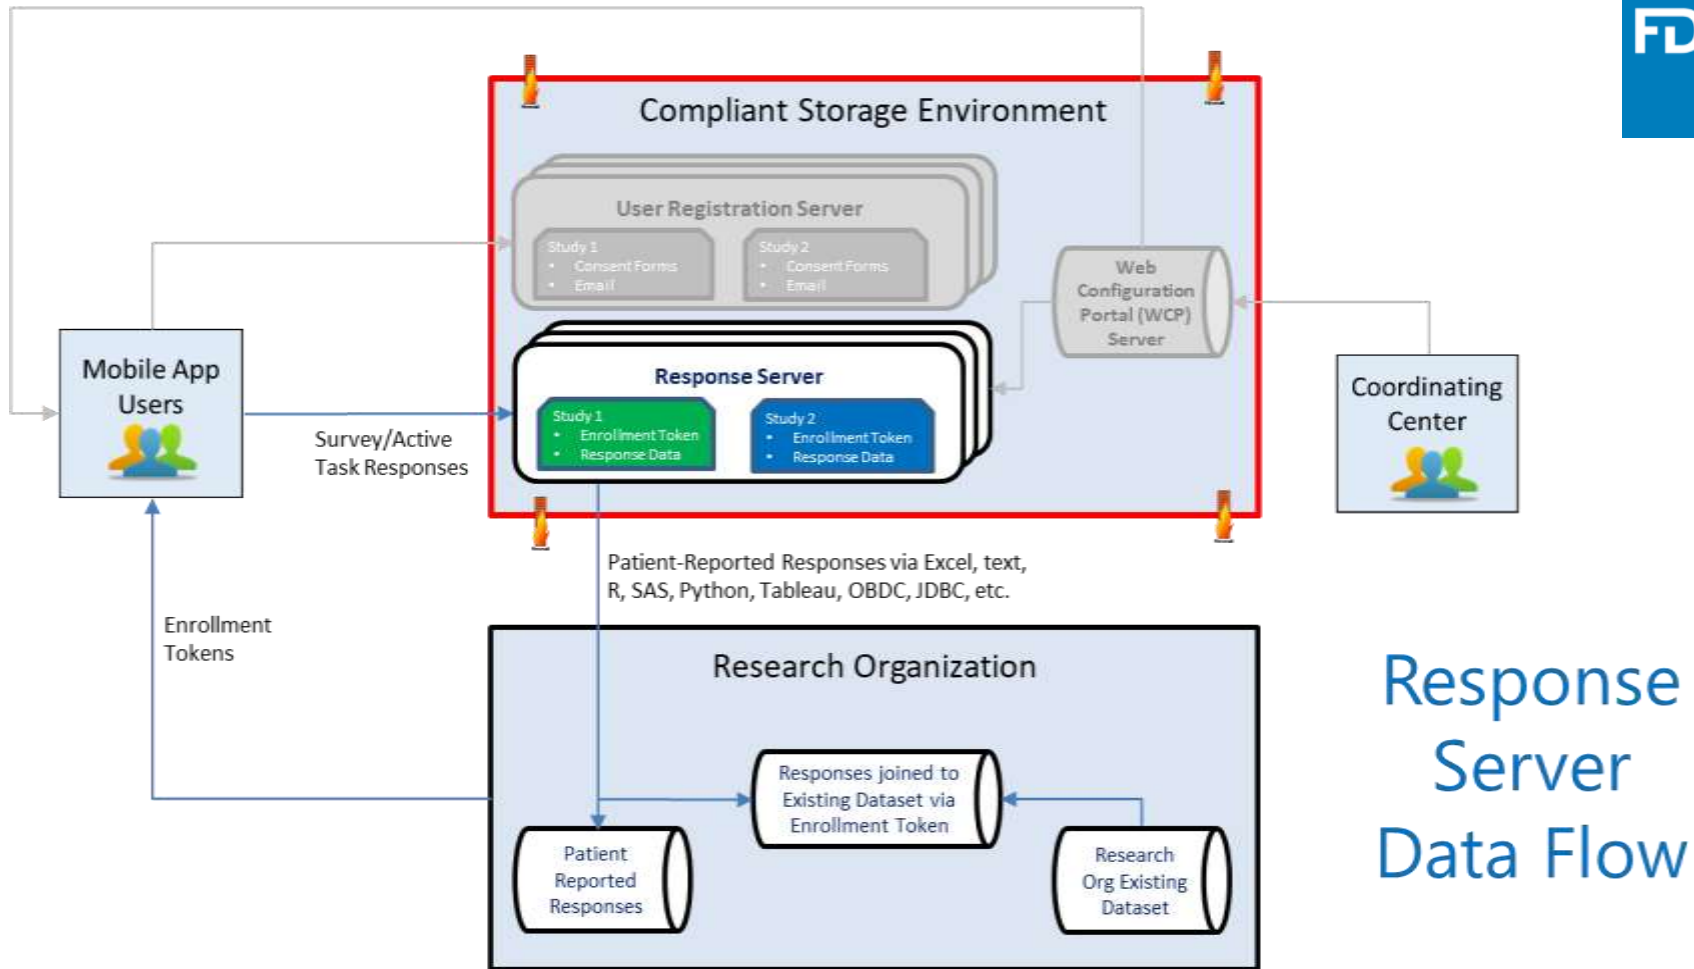 FD
Compliant Storage Environment
User Registration Server
Study 1
• Consent Forms
• Email
Study 2
• Consent Forms
• Email
Web
Configuration
Portal (WCP)
Server
Mobile App
Users
Response Server
Study 1
• Enrollment Token
• Response Data
Study 2
• Enrollment Token
• Response Data
Coordinating
Center
Survey/Active
Task Responses
Patient-Reported Responses via Excel, text,
R, SAS, Python, Tableau, OBDC, JDBC, etc.
Enrollment
Tokens
Research Organization
Responses joined to
Existing Dataset via
Enrollment Token
Patient
Reported
Responses
Research
Org Existing
Dataset
Response
Server
Data Flow